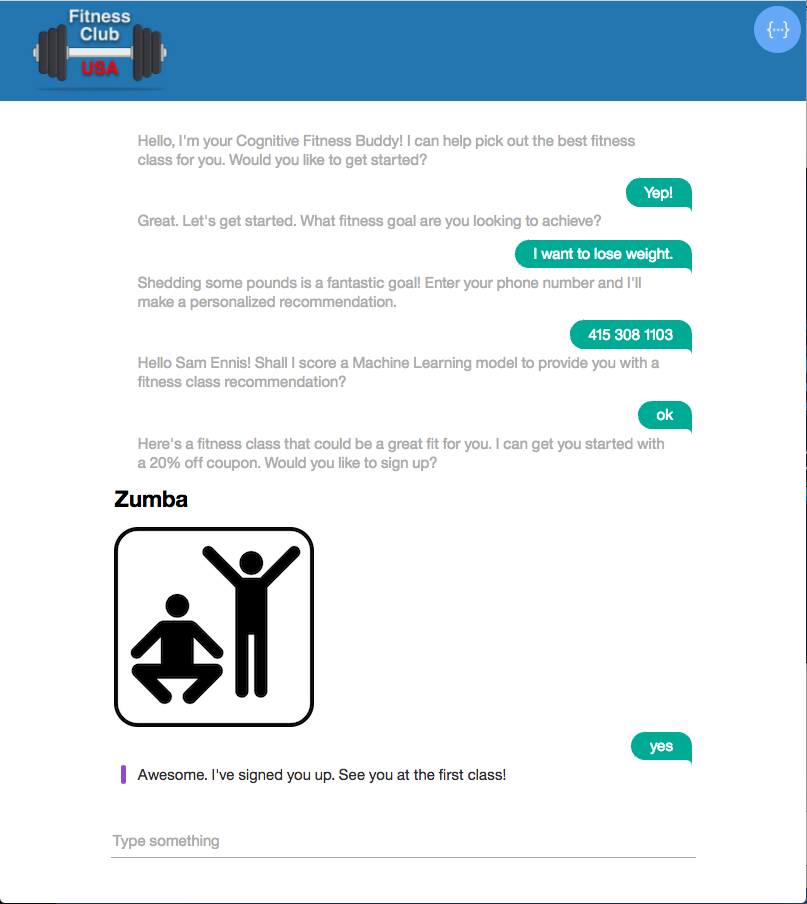 Fitness
Club
USA
{...}
Hello, I'm your Cognitive Fitness Buddy! I can help pick out the best fitness
class for you. Would you like to get started?
Yep!
Great. Let's get started. What fitness goal are you looking to achieve?
I want to lose weight.
Shedding some pounds is a fantastic goal! Enter your phone number and I'll
make a personalized recommendation.
415 308 1103
Hello Sam Ennis! Shall I score a Machine Learning model to provide you with a
fitness class recommendation?
ok
Here's a fitness class that could be a great fit for you. I can get you started with
a 20% off coupon. Would you like to sign up?
Zumba
yes
Awesome. I've signed you up. See you at the first class!
Type something